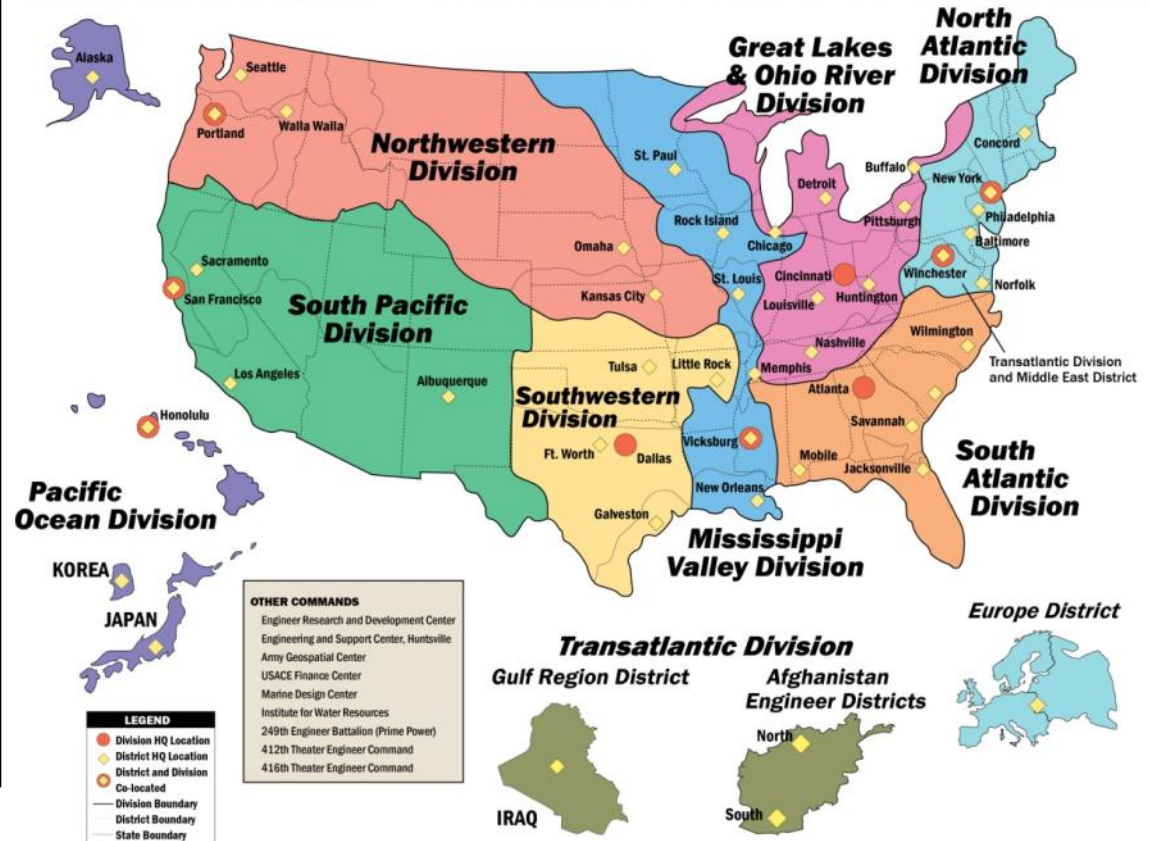 North
Atlantic
Division
Great Lakes
& Ohio River
Division
Alaska
Seattle
Portland
Walla Walla
Northwestern
Division
St. Paul
Concord
Buffalo
New York
Detroit
Pittsburgh
Philadelphia
Rock Island
Chicago
Baltimore
Omaha
Sacramento
Cincinnati
Winchester
St. Louis
Norfolk
San Francisco
Kansas City
Louisville
Huntington
South Pacific
Division
Wilmington
Nashville
Transatlantic Division
and Middle East District
Tulsa
Little Rock
Memphis
Los Angeles
Albuquerque
Atlanta
Southwestern
Division
Honolulu
Savannah
Vicksburg
Ft. Worth
Dallas
Mobile
Jacksonville
South
Atlantic
Division
New Orleans
Pacific
Ocean Division
Galveston
Mississippi
Valley Division
KOREA
JAPAN
OTHER COMMANDS
Engineer Research and Development Center
Engineering and Support Center, Huntsville
Army Geospatial Center
USACE Finance Center
Marine Design Center
Institute for Water Resources
249th Engineer Battalion (Prime Power)
412th Theater Engineer Command
416th Theater Engineer Command
Europe District
Transatlantic Division
Gulf Region District
Afghanistan
Engineer Districts
North
South
IRAQ
LEGEND
Division HQ Location
District HQ Location
District and Division
Co-located
Division Boundary
District Boundary
State Boundary